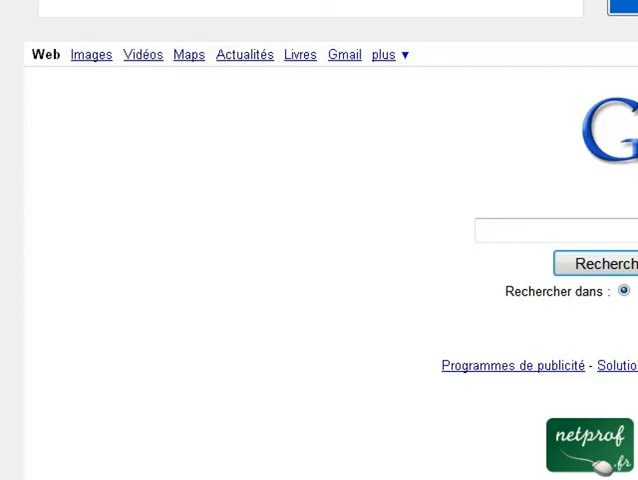 Web Images Vidéos Maps Actualités Livres Gmail plus ▼
G
Recherch
Rechercher dans :
Programmes de publicité - Solutio
netprof
.fr